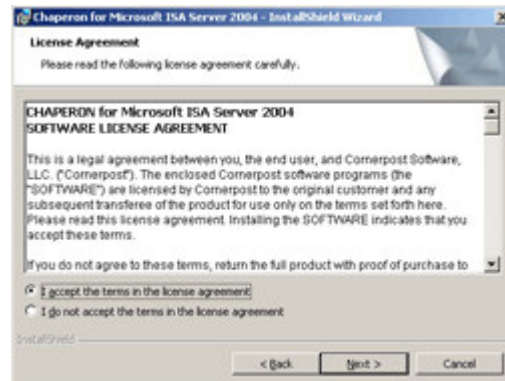 Chaperon for Microsoft ISA Server 2004 - InstallShield Wizard
License Agreement
Please read the following license agreement carefully.
CHAPERON for Microsoft ISA Server 2004
SOFTWARE LICENSE AGREEMENT
This is a legal agreement between you, the end user, and Cornerpost Software,
LLC. ("Cornerpost"). The enclosed Cornerpost software programs (the
"SOFTWARE") are licensed by Cornerpost to the original customer and any
subsequent transferee of the product for use only on the terms set forth here.
Please read this license agreement. Installing the SOFTWARE indicates that you
accept these terms.
If you do not agree to these terms, return the full product with proof of purchase to
I accept the terms in the license agreement
I do not accept the terms in the license agreement
InstallShield
< Back
Next >
Cancel